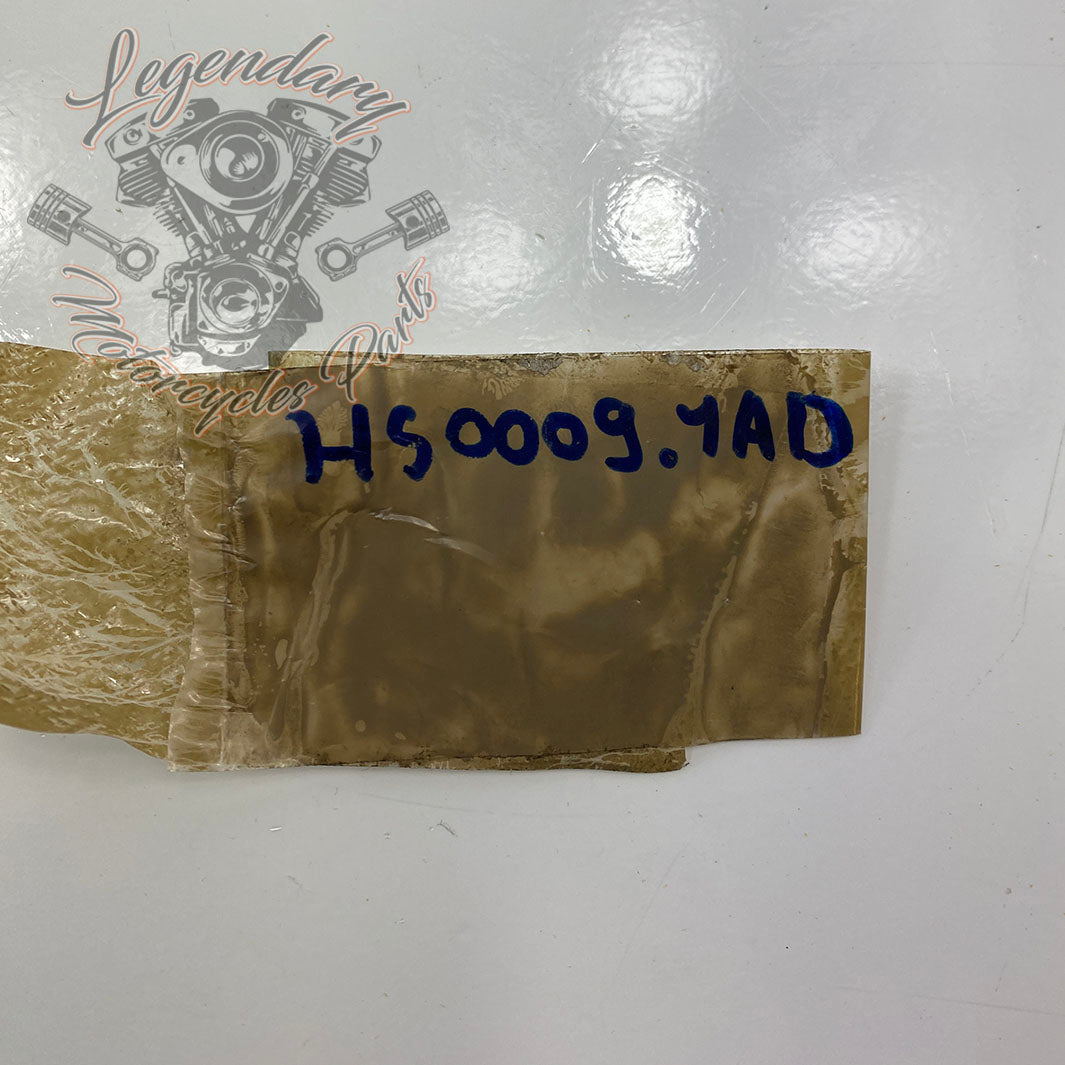 Legendary
Motorcycles Parts
HS0009.1AD